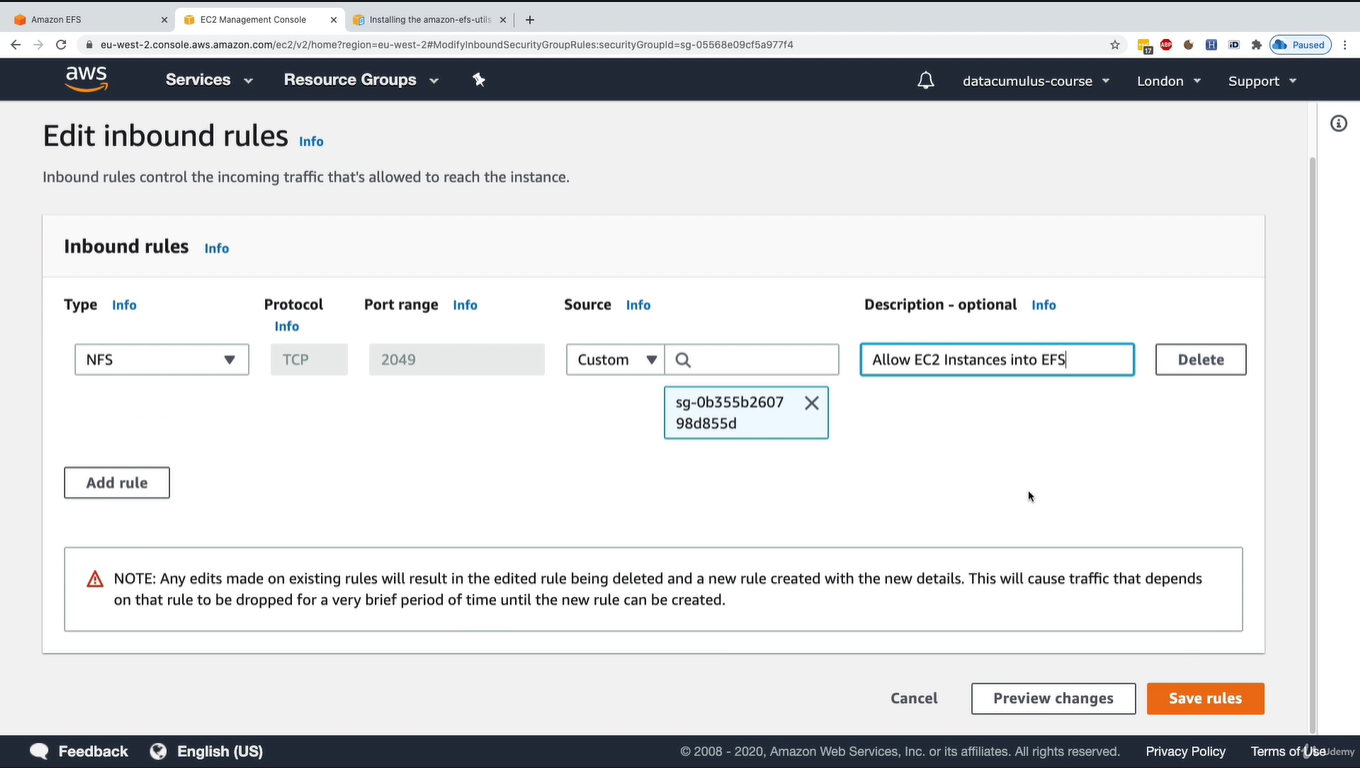 Amazon EFS
EC2 Management Console
Installing the amazon-efs-utils
eu-west-2.console.aws.amazon.com/ec2/v2/home?region=eu-west-2#ModifyInboundSecurityGroupRules:securityGroupId=sg-05568e09cf5a977f4
17
ABP
H
iD
Paused
aws
Services
Resource Groups
datacumulus-course
London
Support
Edit inbound rules Info
Inbound rules control the incoming traffic that's allowed to reach the instance.
Inbound rules Info
Type Info
Protocol
Info
Port range Info
Source Info
Description - optional Info
NFS
TCP
2049
Custom
Allow EC2 Instances into EFS
Delete
sg-0b355b2607
98d855d
Add rule
NOTE: Any edits made on existing rules will result in the edited rule being deleted and a new rule created with the new details. This will cause traffic that depends
on that rule to be dropped for a very brief period of time until the new rule can be created.
Cancel
Preview changes
Save rules
Feedback
English (US)
© 2008 - 2020, Amazon Web Services, Inc. or its affiliates. All rights reserved.
Privacy Policy
Terms of Use
Udemy